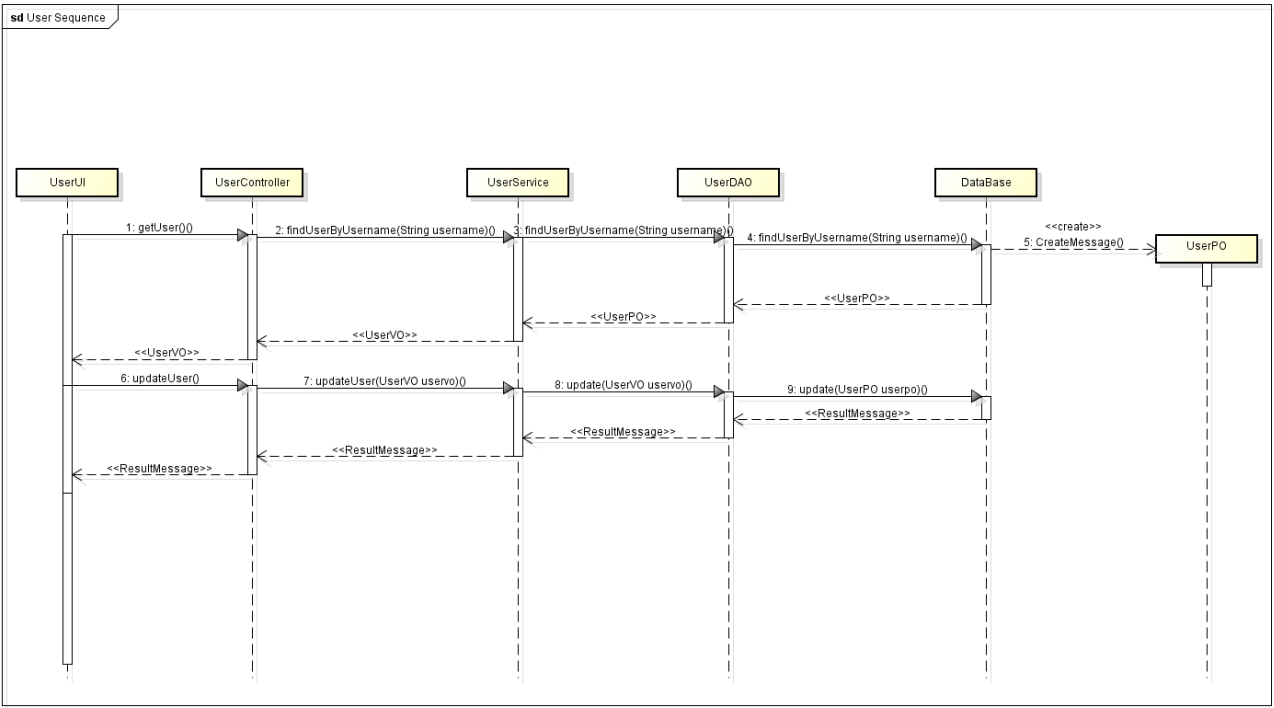 sd User Sequence
UserUI
UserController
UserService
UserDAO
DataBase
<<create>>
1: getUser()()
2: findUserByUsername(String username)()
3: findUserByUsername(String username)()
4: findUserByUsername(String username)()
5: CreateMessage()
UserPO
<<UserPO>>
<<UserPO>>
<<UserVO>>
<<UserVO>>
6: updateUser()
7: updateUser(UserVO uservo)()
8: update(UserVO uservo)()
9: update(UserPO userpo)()
<<ResultMessage>>
<<ResultMessage>>
<<ResultMessage>>
<<ResultMessage>>